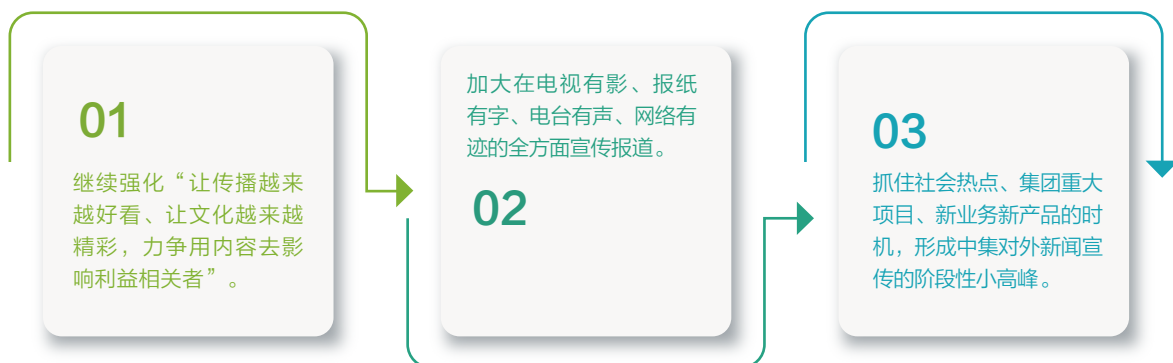 01
继续强化“让传播越来
越好看、让文化越来越
精彩，力争用内容去影
响利益相关者”。
加大在电视有影、报纸
有字、电台有声、网络有
迹的全方面宣传报道。
02
03
抓住社会热点、集团重大
项目、新业务新产品的时
机，形成中集对外新闻宣
传的阶段性小高峰。